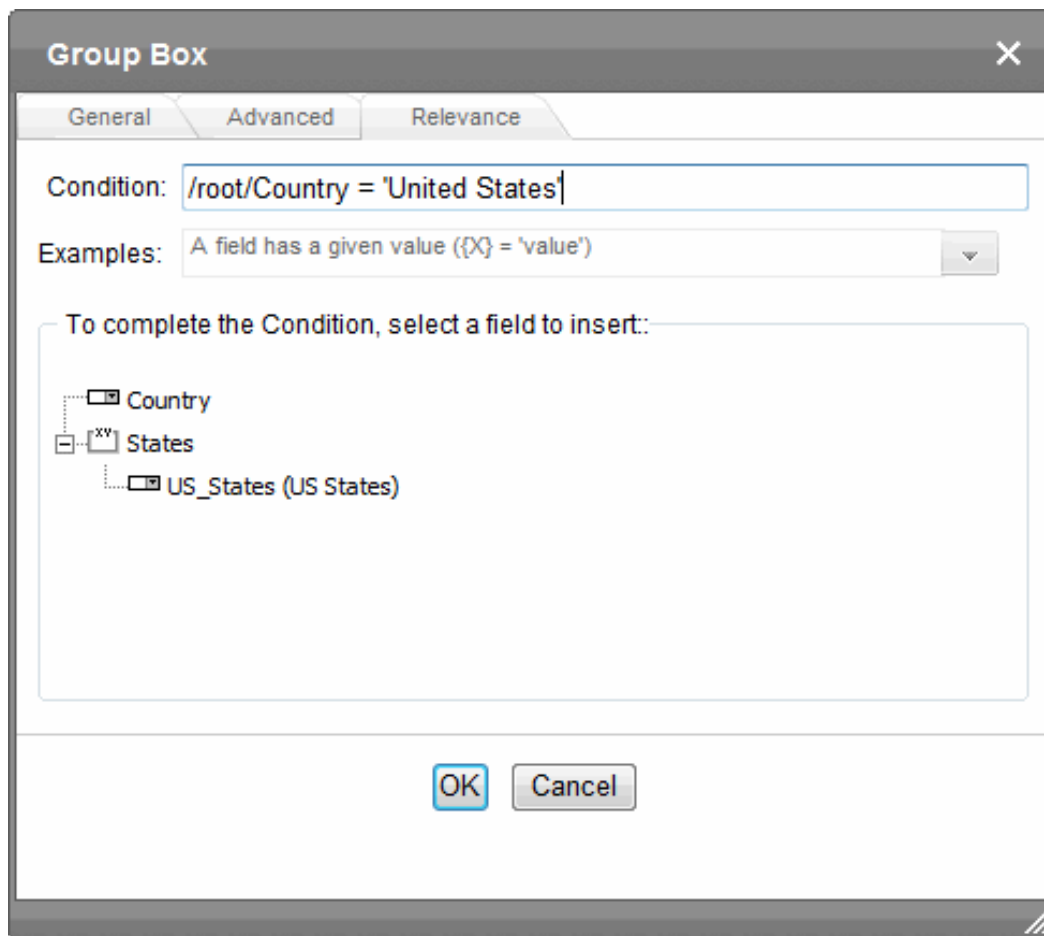 Group Box
General Advanced Relevance
Condition: /root/Country = 'United States'
Examples: A field has a given value ({X} = 'value')
To complete the Condition, select a field to insert::
Country
States
US_States (US States)
OK Cancel